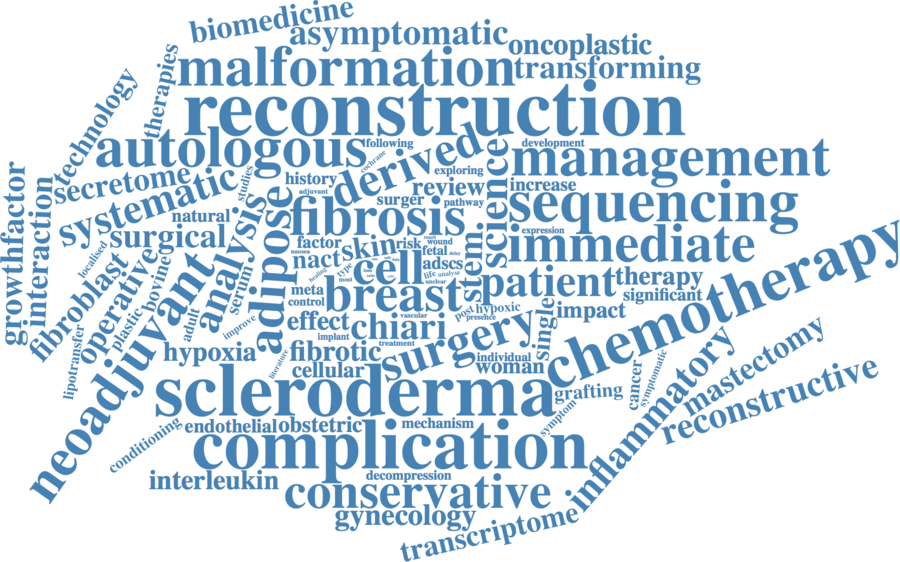 biomedicine
asymptomatic
oncoplastic
malformation
transforming
therapies
technology
reconstruction
autologous
following
cochrane
derived
science
development
management
growthfactor
interaction
secretome
systematic
studies
history
adjuvant
exploring
review
increase
surger
pathway
sequencing
natural
fibrosis
surgical
analysis
adipose
factor
skin
risk
wound
fetal
delay
expression
immediate
localised
nact
cell
type
healing
adscs
life
analyse
unclear
stem
patient
therapy
chemotherapy
fibroblast
operative
bovine
serum
meta
control
breast
significant
neoadjuvant
plastic
adult
improve
effect
chiari
vascular
post
hypoxic
presence
single
impact
lipotransfer
hypoxia
implant
treatment
surgery
fibrotic
literature
cellular
individual
woman
inflammatory
mastectomy
cancer
symptomatic
reconstructive
scleroderma
grafting
symptom
conditioning
endothelial
obstetric
mechanism
complication
interleukin
decompression
conservative
gynecology
transcriptome